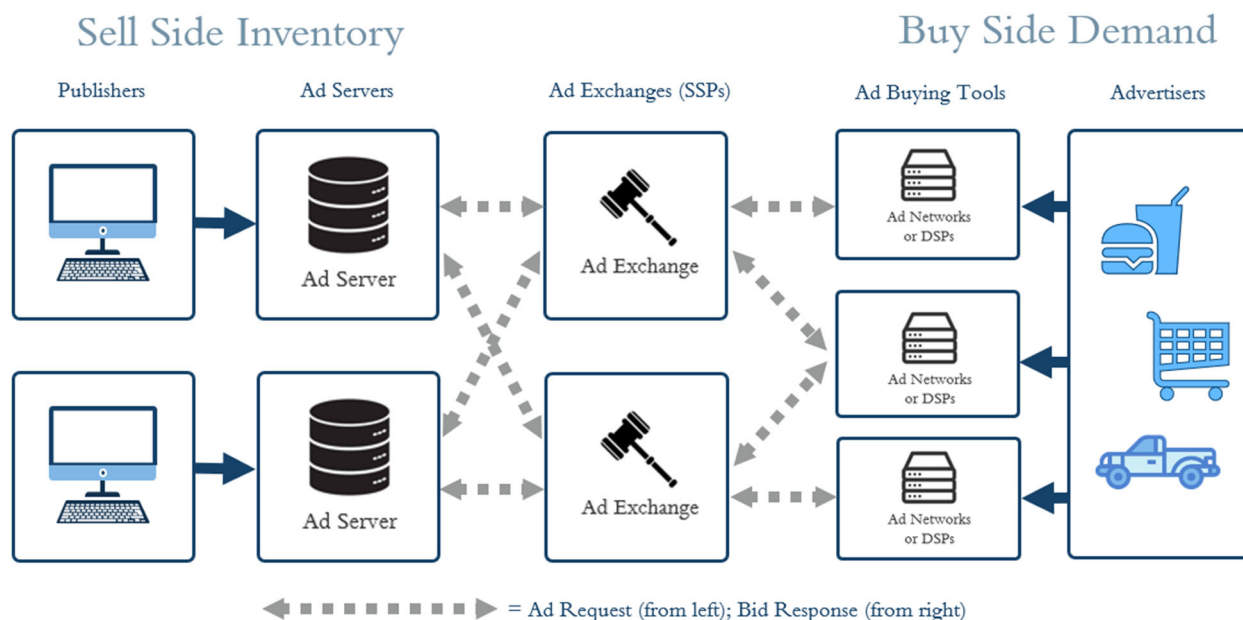 Sell Side Inventory
Buy Side Demand
Publishers
Ad Servers
Ad Exchanges (SSPs)
Ad Buying Tools
Advertisers
Ad Server
Ad Exchange
Ad Networks
or DSPs
Ad Networks
or DSPs
Ad Server
Ad Exchange
Ad Networks
or DSPs
= Ad Request (from left); Bid Response (from right)